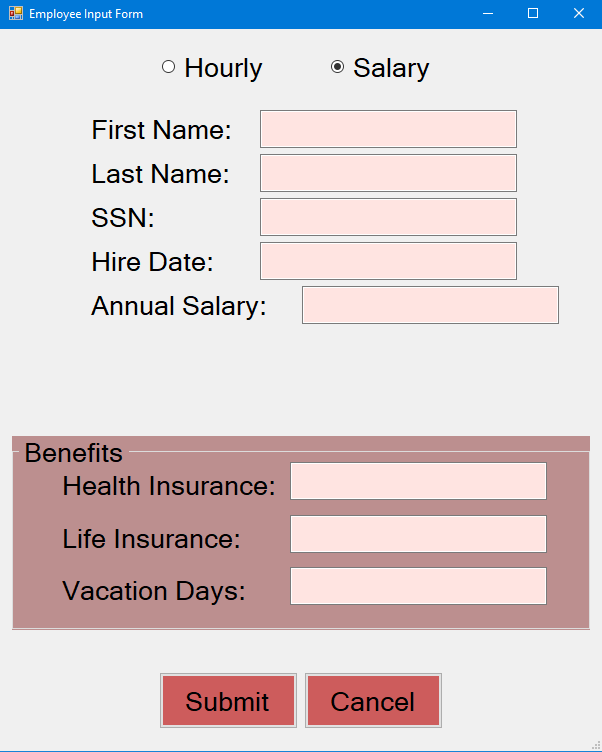 Employee Input Form
Hourly Salary
First Name:
Last Name:
SSN:
Hire Date:
Annual Salary:
Benefits
Health Insurance:
Life Insurance:
Vacation Days:
Submit Cancel